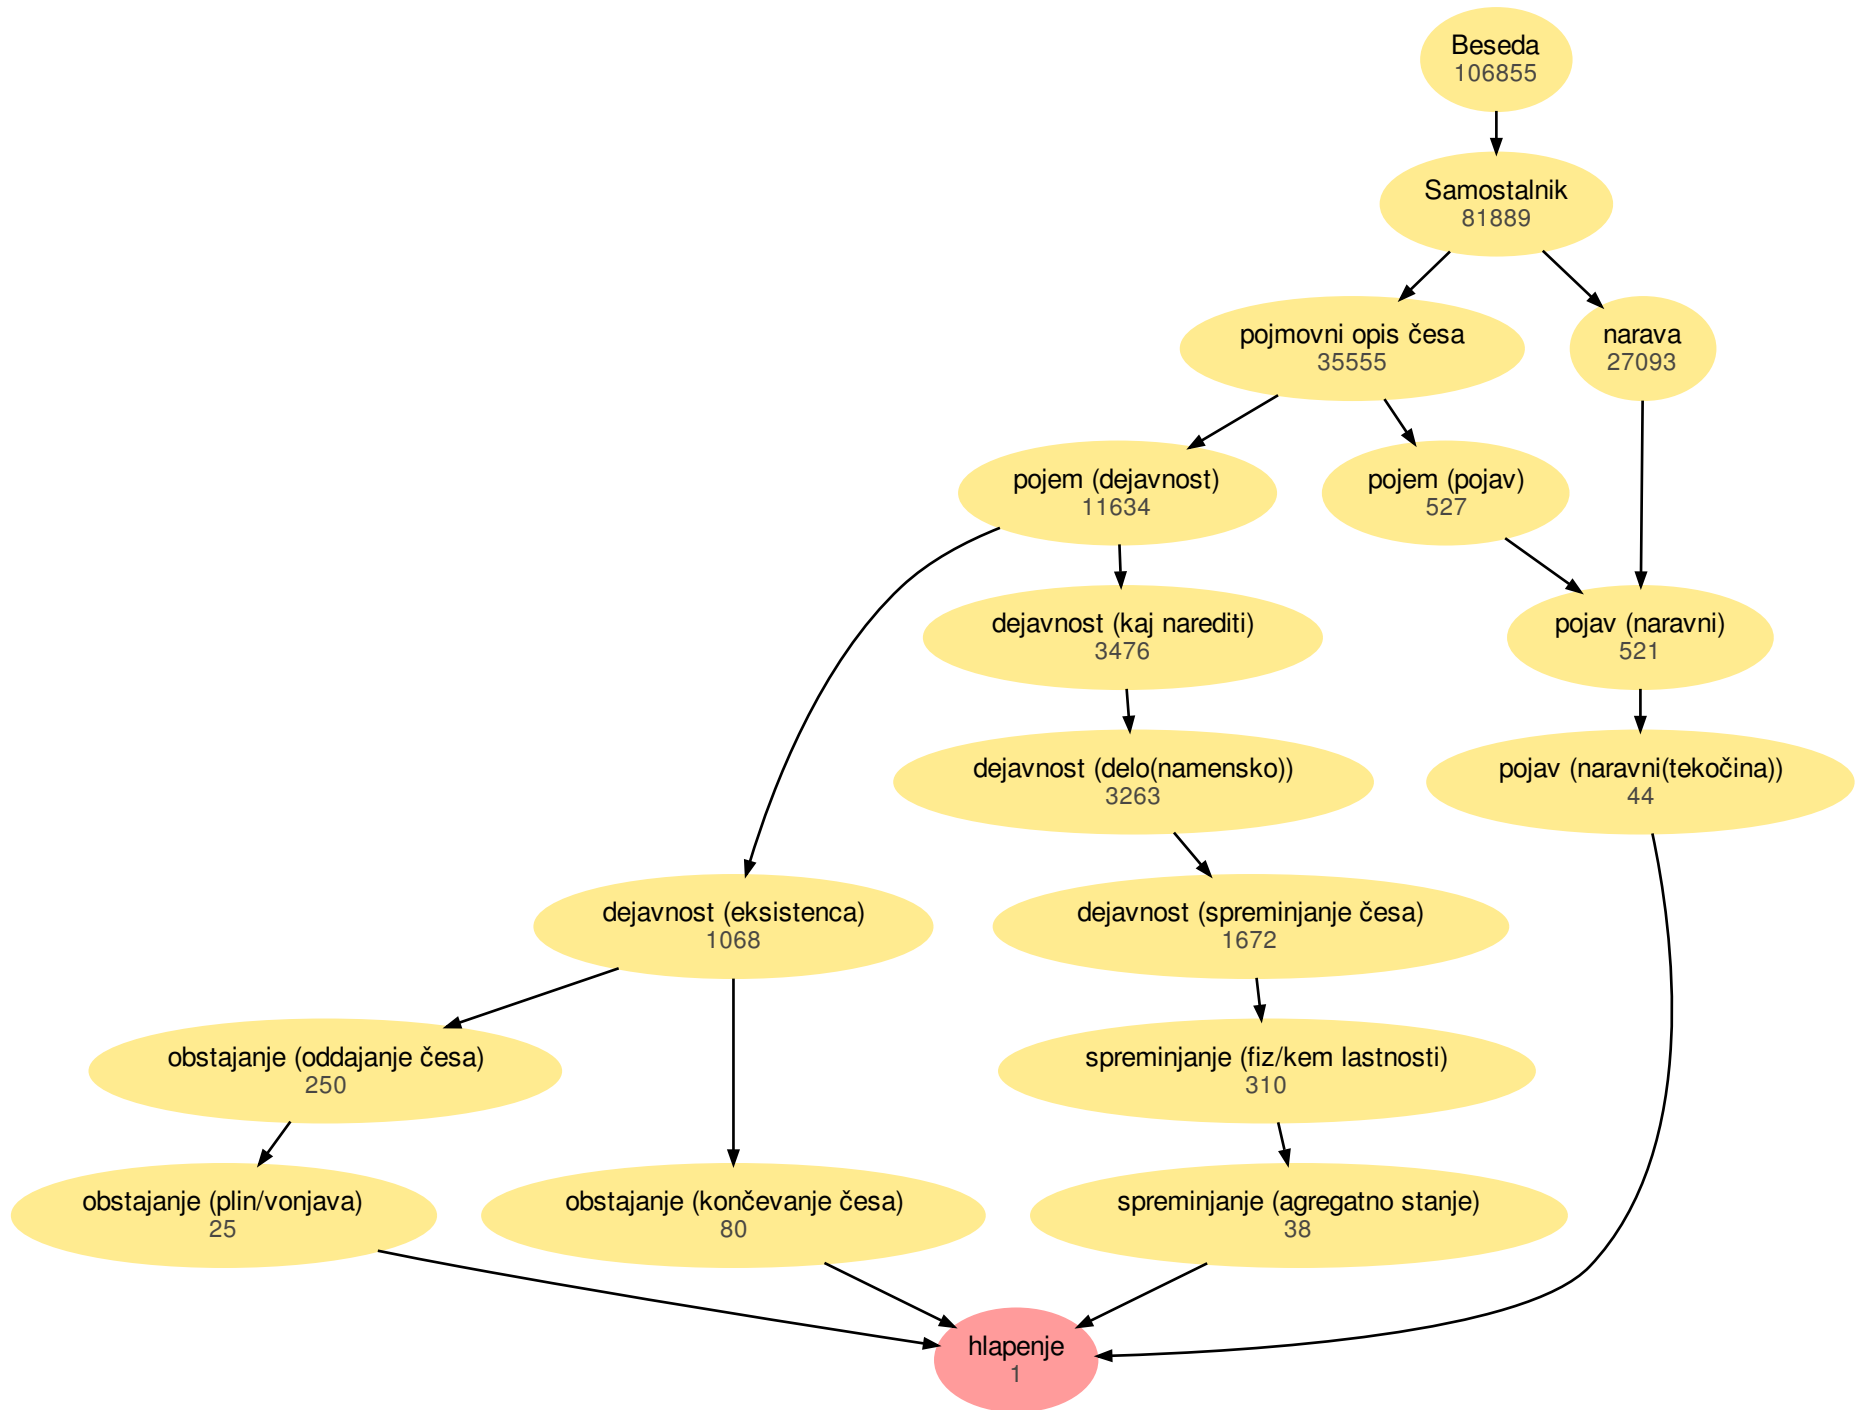 Beseda
106855
Samostalnik
81889
pojmovni opis česa
35555
narava
27093
pojem (dejavnost)
11634
pojem (pojav)
527
dejavnost (kaj narediti)
3476
pojav (naravni)
521
dejavnost (delo(namensko))
3263
pojav (naravni(tekočina))
44
dejavnost (eksistenca)
1068
dejavnost (spreminjanje česa)
1672
obstajanje (oddajanje česa)
250
spreminjanje (fiz/kem lastnosti)
310
obstajanje (plin/vonjava)
25
obstajanje (končevanje česa)
80
spreminjanje (agregatno stanje)
38
hlapenje
1